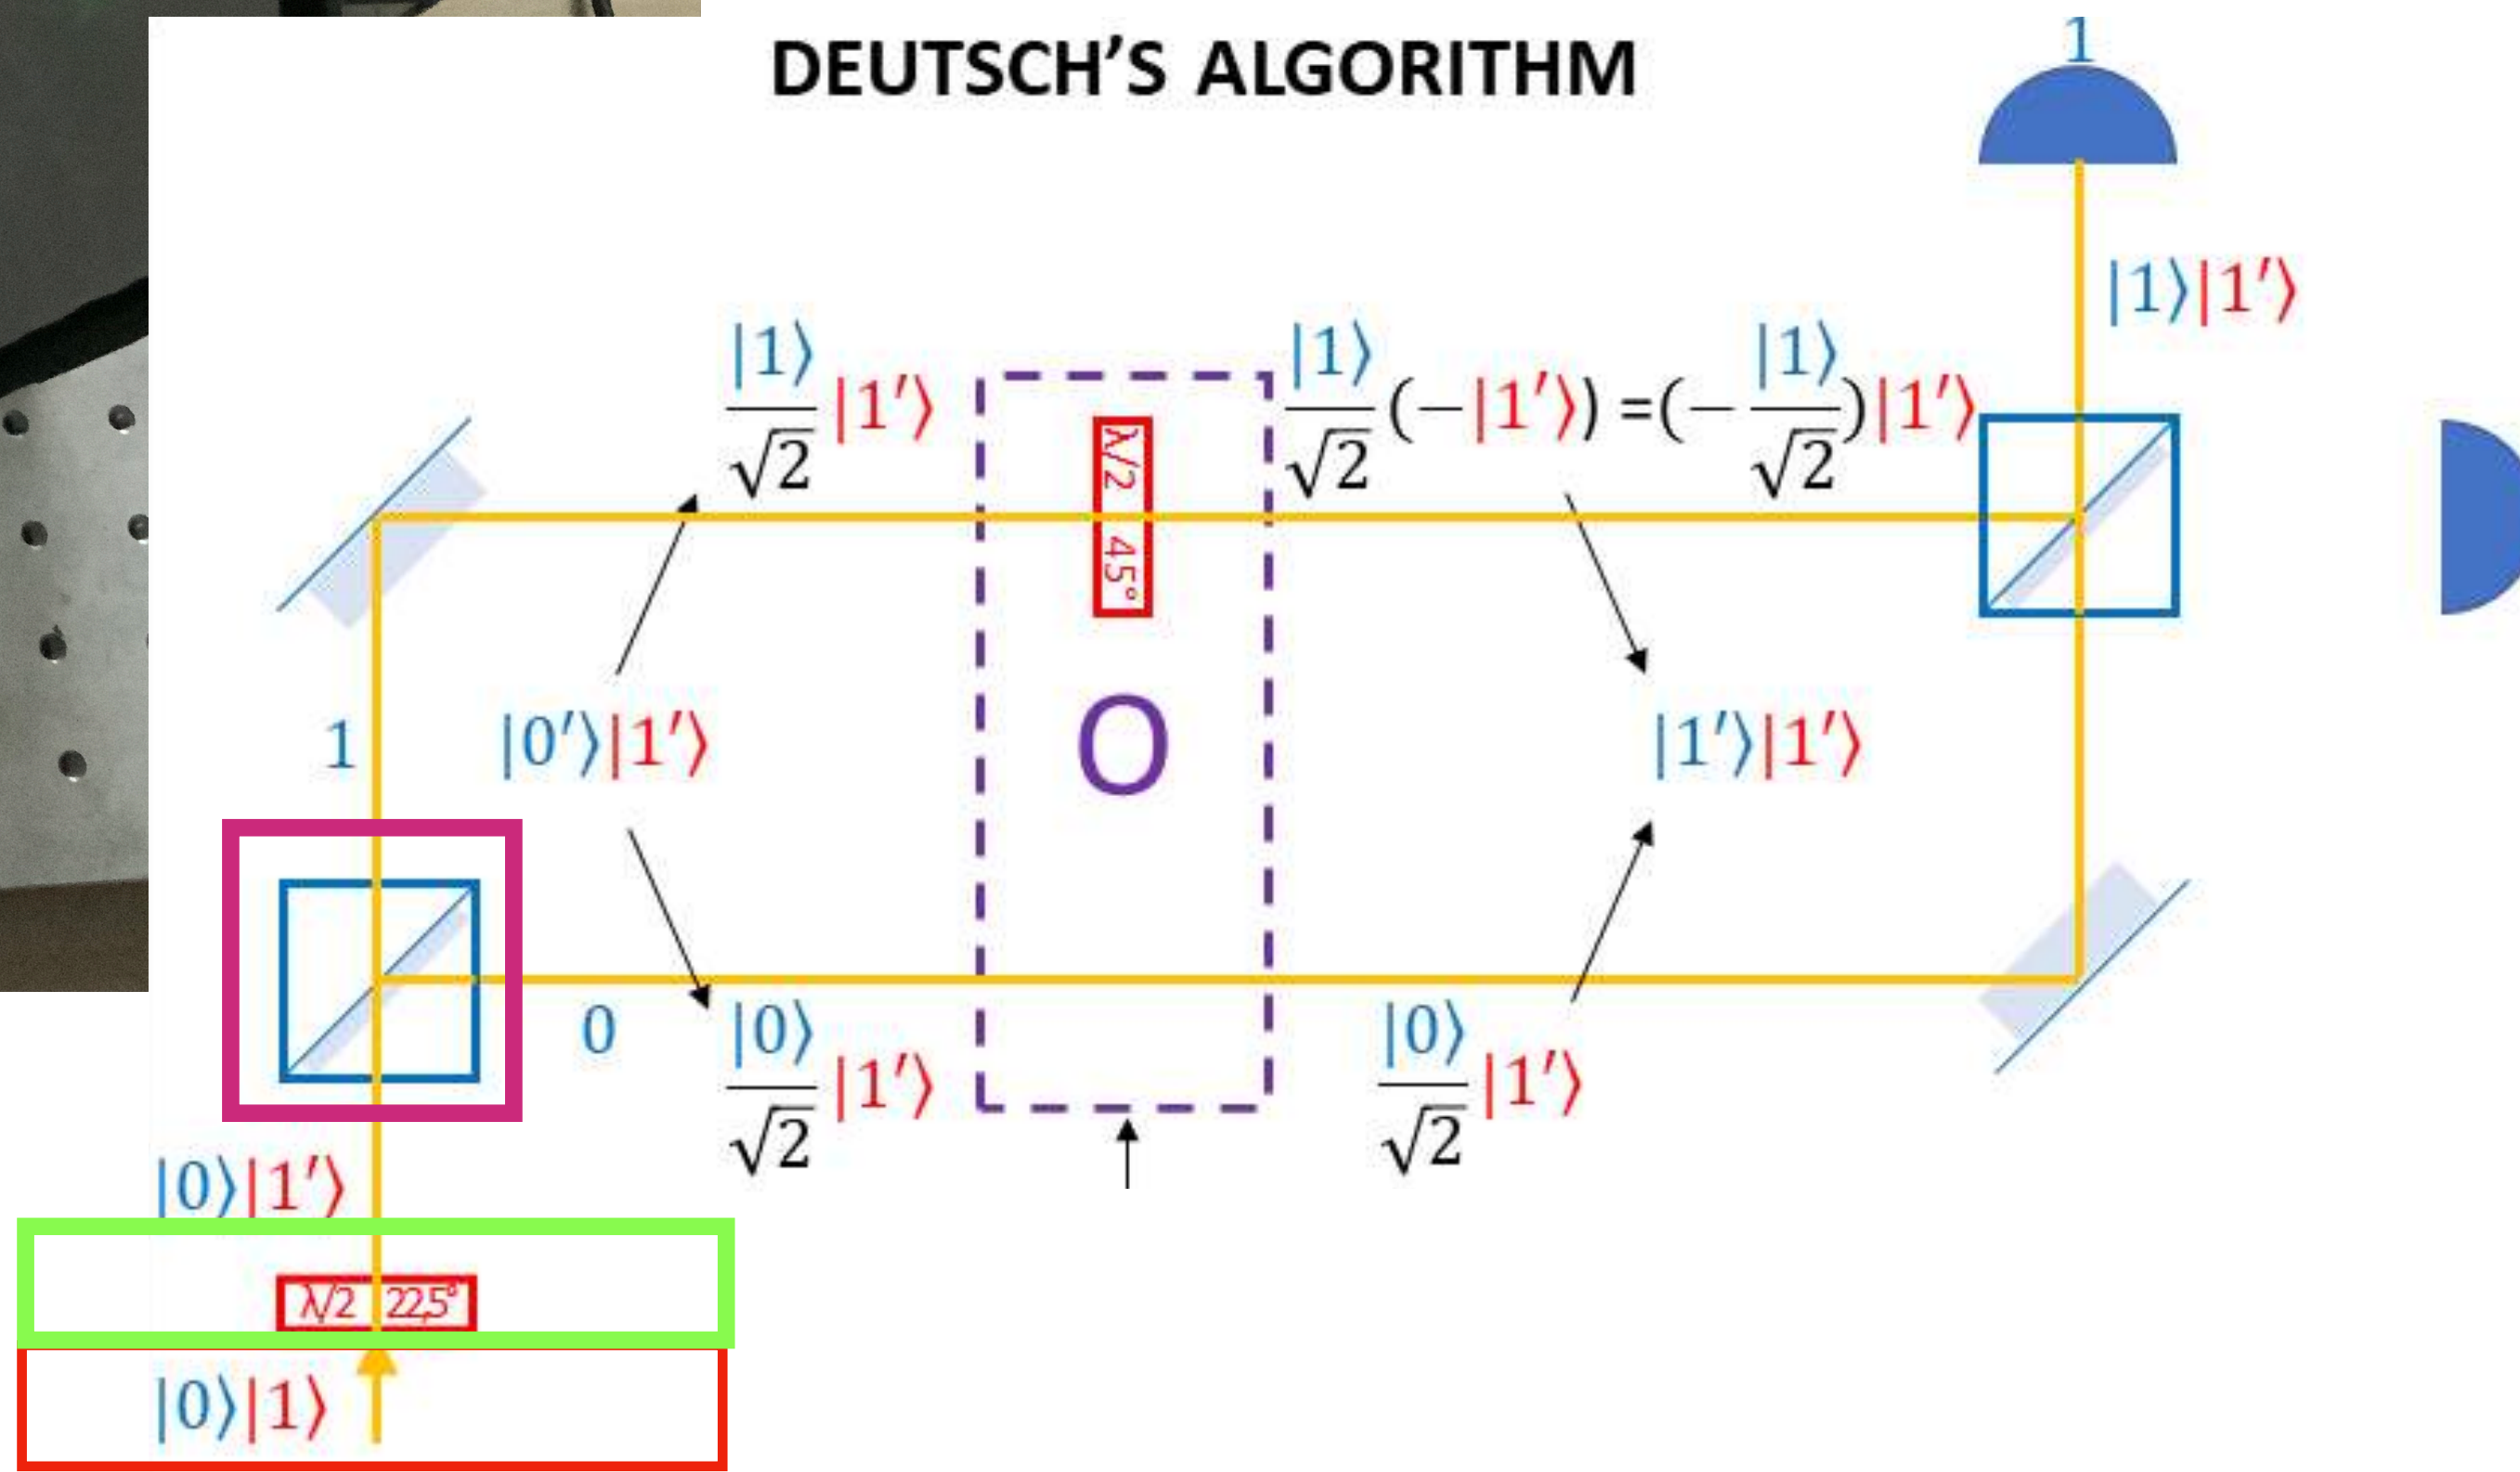 DEUTSCH'S ALGORITHM
1
|1⟩|1′⟩
|1⟩/√2 |1′⟩
|1⟩/√2 (−|1′⟩) =(−|1⟩/√2)|1′⟩
λ/2 45°
1
|0′⟩|1′⟩
O
|1′⟩|1′⟩
0
|0⟩/√2 |1′⟩
|0⟩/√2 |1′⟩
|0⟩|1′⟩
λ/2 22,5°
|0⟩|1⟩